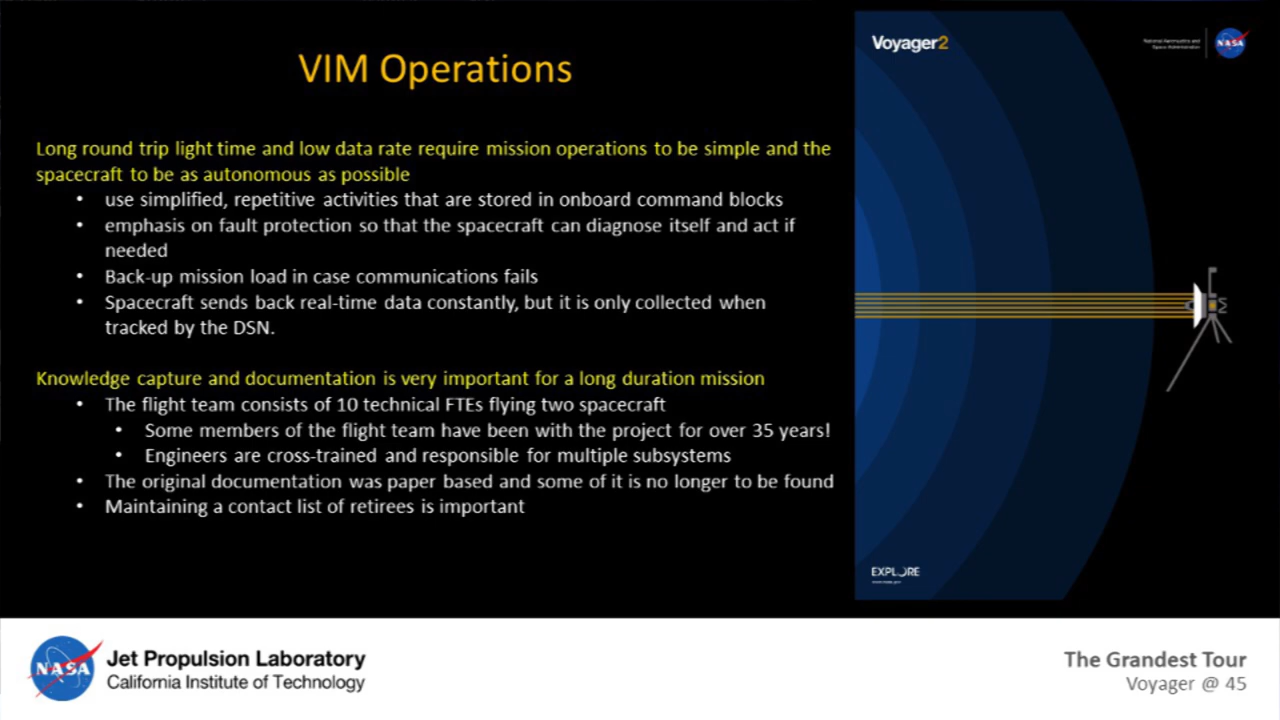 VIM Operations
Long round trip light time and low data rate require mission operations to be simple and the
spacecraft to be as autonomous as possible
• use simplified, repetitive activities that are stored in onboard command blocks
• emphasis on fault protection so that the spacecraft can diagnose itself and act if
needed
• Back-up mission load in case communications fails
• Spacecraft sends back real-time data constantly, but it is only collected when
tracked by the DSN.
Knowledge capture and documentation is very important for a long duration mission
• The flight team consists of 10 technical FTEs flying two spacecraft
• Some members of the flight team have been with the project for over 35 years!
• Engineers are cross-trained and responsible for multiple subsystems
• The original documentation was paper based and some of it is no longer to be found
• Maintaining a contact list of retirees is important
Voyager2
National Aeronautics and
Space Administration
NASA
EXPLORE
NASA
Jet Propulsion Laboratory
California Institute of Technology
The Grandest Tour
Voyager @ 45